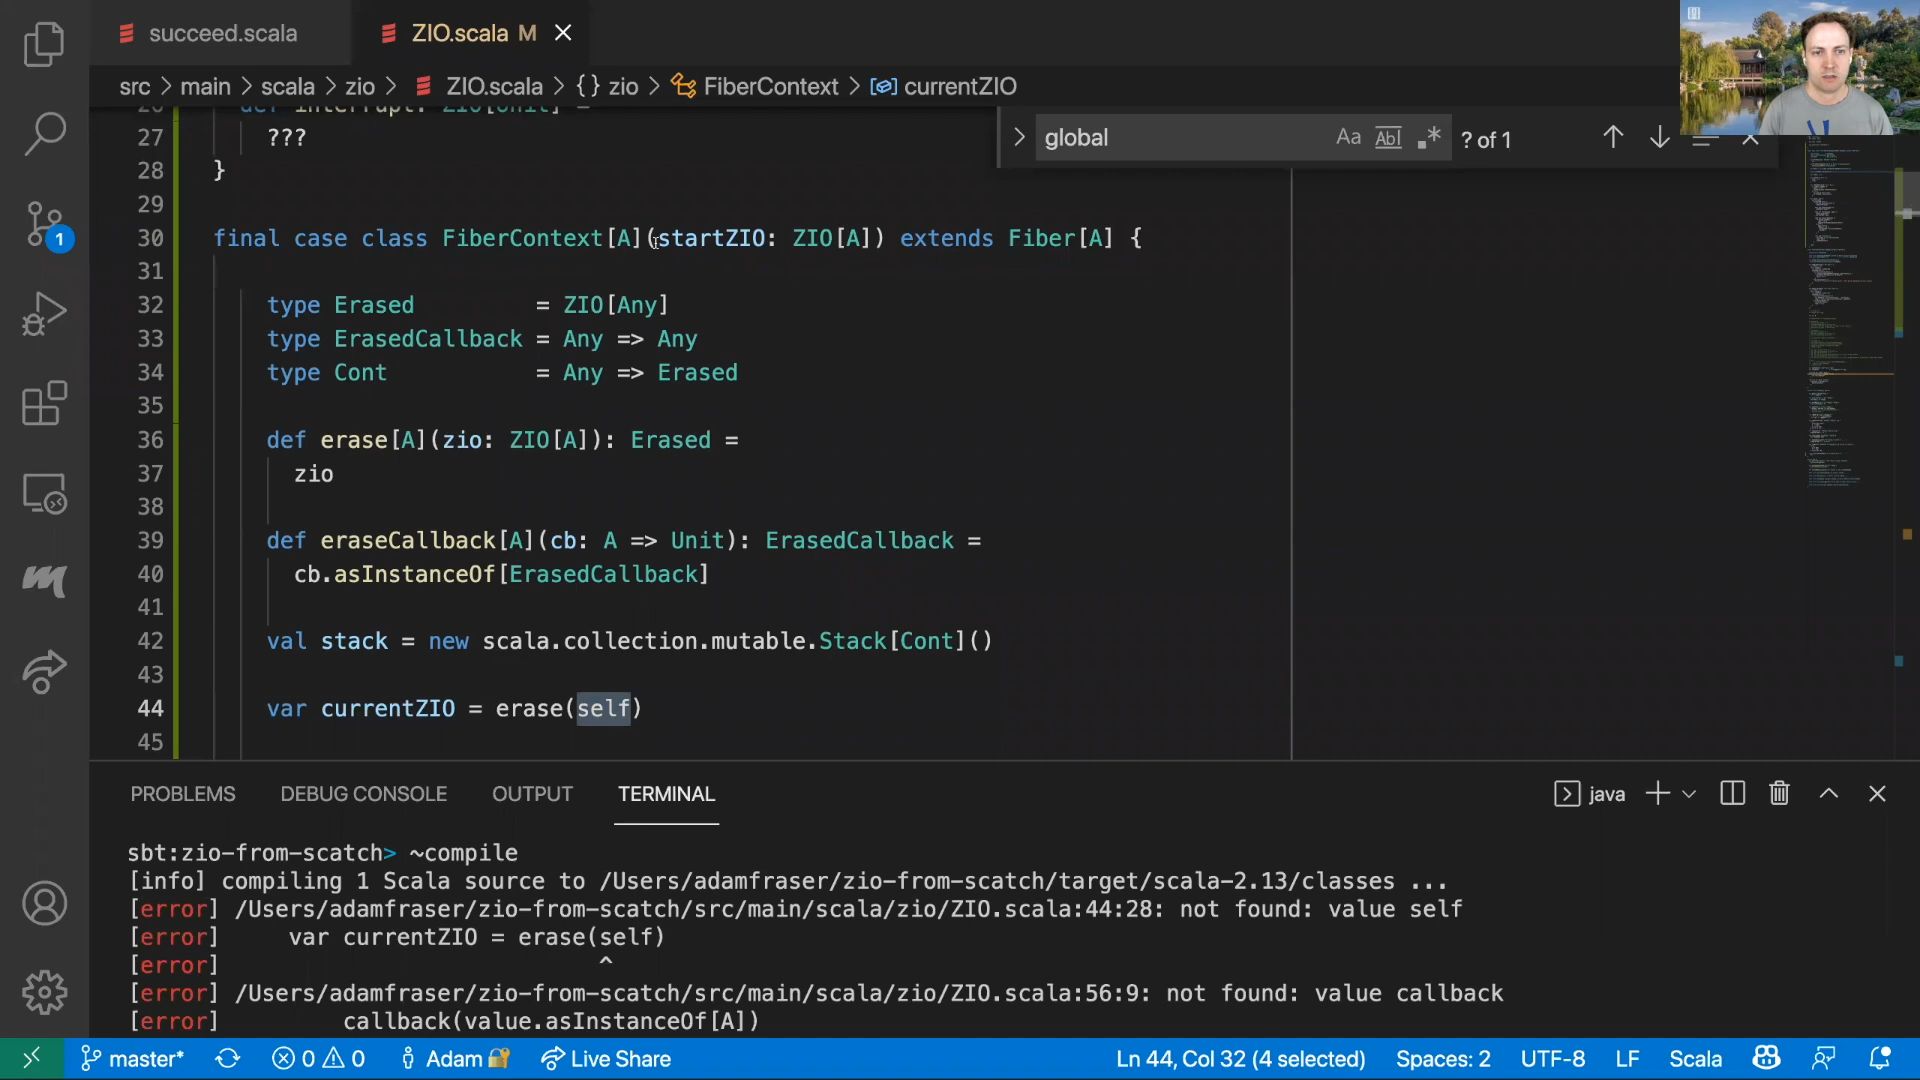 succeed.scala
ZIO.scala M
src > main > scala > zio > ZIO.scala > {} zio > FiberContext > currentZIO
26 def interrupt: ZIO[Unit] =
27 ???
28 }
29
30 final case class FiberContext[A](startZIO: ZIO[A]) extends Fiber[A] {
31
32 type Erased = ZIO[Any]
33 type ErasedCallback = Any => Any
34 type Cont = Any => Erased
35
36 def erase[A](zio: ZIO[A]): Erased =
37 zio
38
39 def eraseCallback[A](cb: A => Unit): ErasedCallback =
40 cb.asInstanceOf[ErasedCallback]
41
42 val stack = new scala.collection.mutable.Stack[Cont]()
43
44 var currentZIO = erase(self)
45
global
Aa Abl .* ? of 1
1
PROBLEMS DEBUG CONSOLE OUTPUT TERMINAL
java
sbt:zio-from-scatch> ~compile
[info] compiling 1 Scala source to /Users/adamfraser/zio-from-scatch/target/scala-2.13/classes ...
[error] /Users/adamfraser/zio-from-scatch/src/main/scala/zio/ZIO.scala:44:28: not found: value self
[error] var currentZIO = erase(self)
[error] ^
[error] /Users/adamfraser/zio-from-scatch/src/main/scala/zio/ZIO.scala:56:9: not found: value callback
[error] callback(value.asInstanceOf[A])
master* 0 0 Adam Live Share Ln 44, Col 32 (4 selected) Spaces: 2 UTF-8 LF Scala